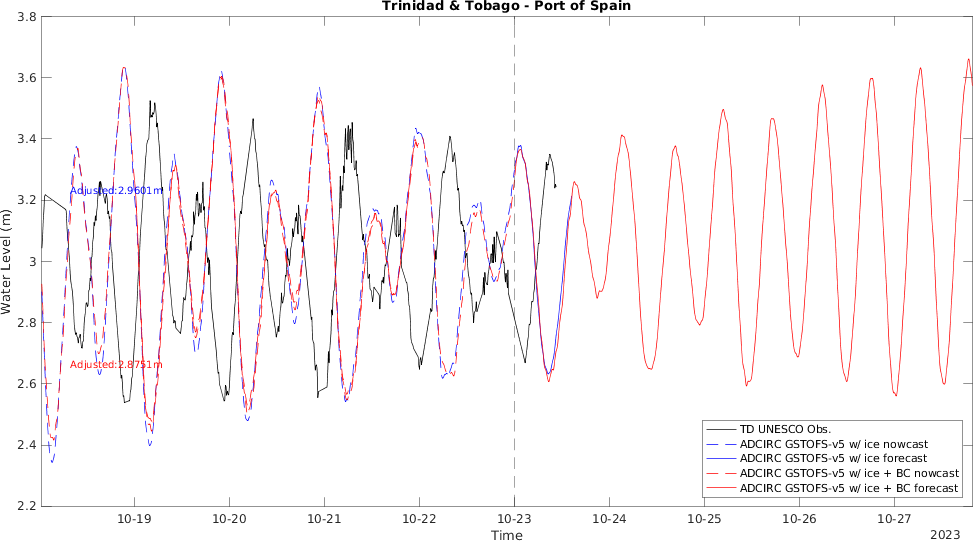 Trinidad & Tobago - Port of Spain
3.8
3.6
3.4
3.2
3
2.8
2.6
2.4
2.2
Water Level (m)
Adjusted:2.9601m
Adjusted:2.8751m
TD UNESCO Obs.
ADCIRC GSTOFS-v5 w/ ice nowcast
ADCIRC GSTOFS-v5 w/ ice forecast
ADCIRC GSTOFS-v5 w/ ice + BC nowcast
ADCIRC GSTOFS-v5 w/ ice + BC forecast
10-19 10-20 10-21 10-22 10-23 10-24 10-25 10-26 10-27
Time
2023